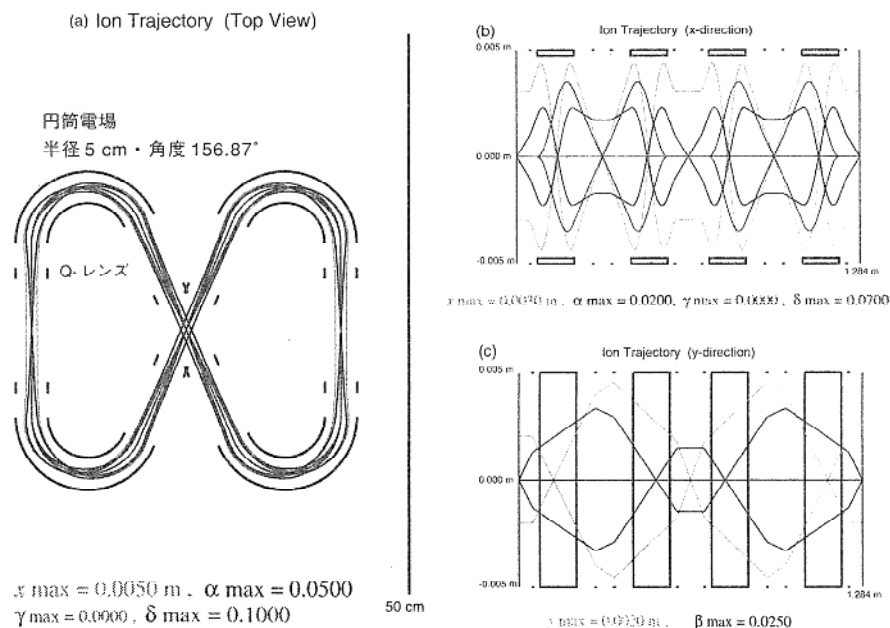 (a) Ion Trajectory (Top View)
円筒電場
半径 5 cm・角度 156.87°
Q-レンズ
x max = 0.0050 m , α max = 0.0500
γ max = 0.0000 , δ max = 0.1000
50 cm
(b)
Ion Trajectory (x-direction)
0.005 m
0.000 m
-0.005 m
1.284 m
α max = 0.0200, γ max = 0.0000 , δ max = 0.0700
(c)
Ion Trajectory (y-direction)
0.005 m
0.000 m
-0.005 m
1.284 m
β max = 0.0250